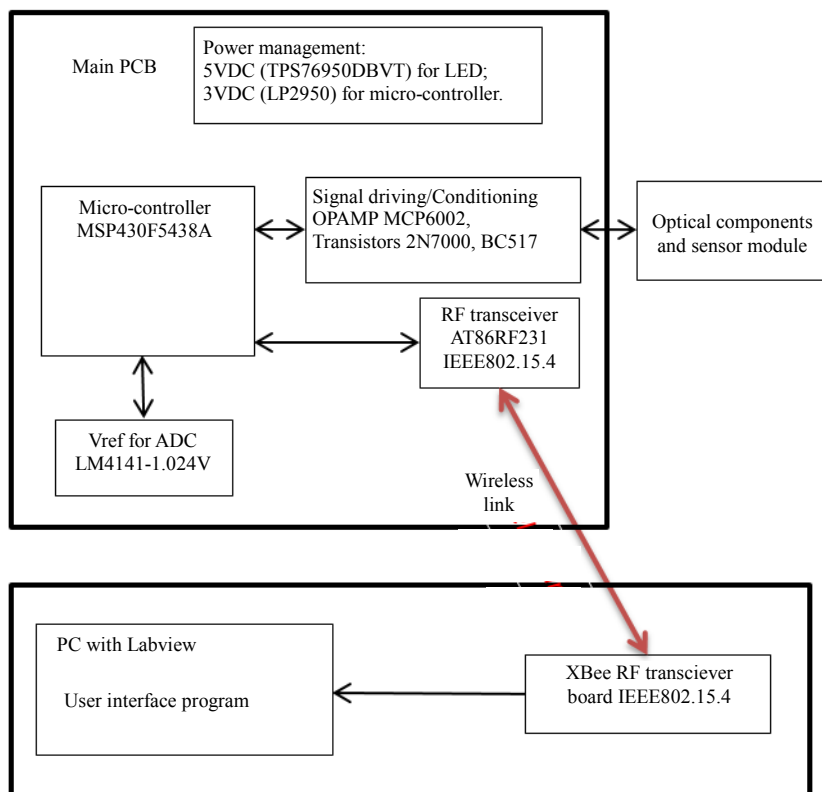 Main PCB
Power management:
5VDC (TPS76950DBVT) for LED;
3VDC (LP2950) for micro-controller.
Micro-controller
MSP430F5438A
Signal driving/Conditioning
OPAMP MCP6002,
Transistors 2N7000, BC517
Optical components
and sensor module
RF transceiver
AT86RF231
IEEE802.15.4
Vref for ADC
LM4141-1.024V
Wireless
link
PC with Labview
User interface program
XBee RF transciever
board IEEE802.15.4